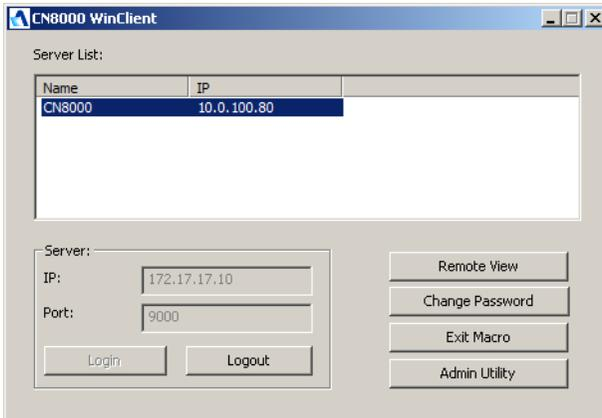 CN8000 WinClient
Server List:
Name IP
CN8000 10.0.100.80
Server:
IP: 172.17.17.10
Port: 9000
Login Logout
Remote View
Change Password
Exit Macro
Admin Utility